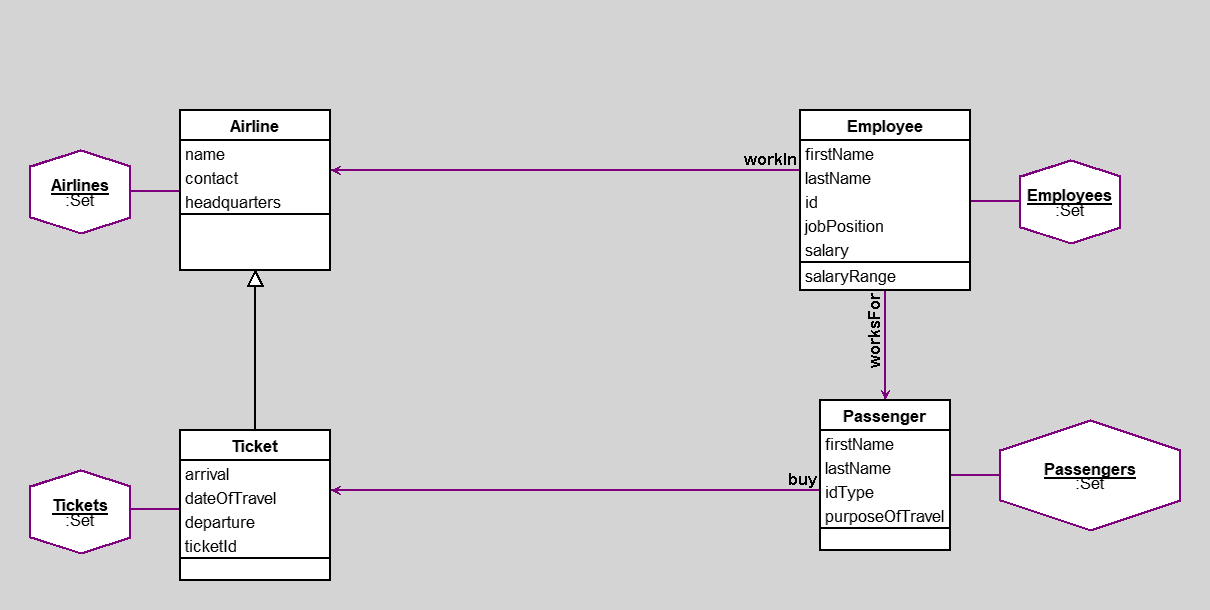 Airline
name
contact
headquarters
Airlines
:Set
workIn
Employee
firstName
lastName
id
jobPosition
salary
salaryRange
Employees
:Set
worksFor
Ticket
arrival
dateOfTravel
departure
ticketId
Tickets
:Set
buy
Passenger
firstName
lastName
idType
purposeOfTravel
Passengers
:Set